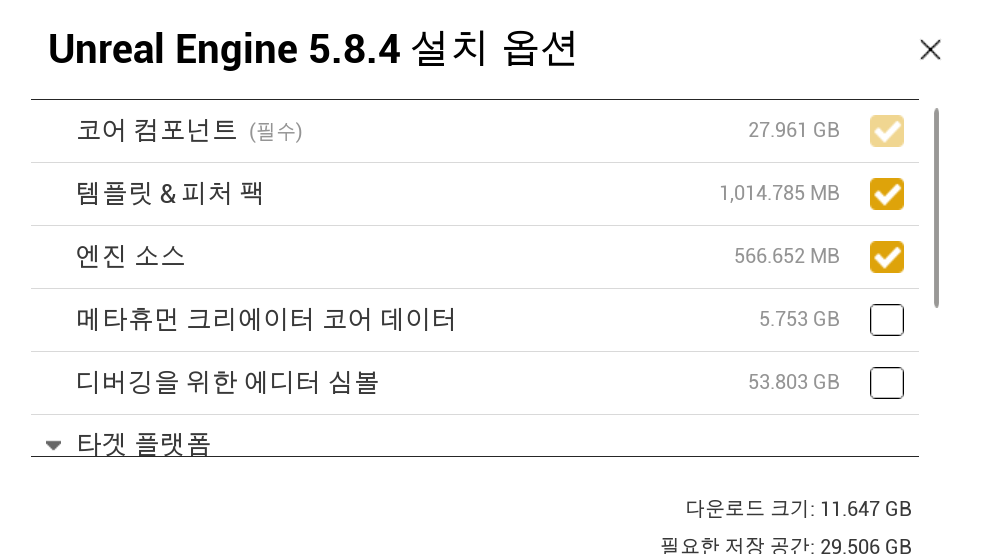 Unreal Engine 5.8.4 설치 옵션
코어 컴포넌트 (필수) 27.961 GB
템플릿 & 피처 팩 1,014.785 MB
엔진 소스 566.652 MB
메타휴먼 크리에이터 코어 데이터 5.753 GB
디버깅을 위한 에디터 심볼 53.803 GB
타겟 플랫폼
다운로드 크기: 11.647 GB
필요한 저장 공간: 29.506 GB